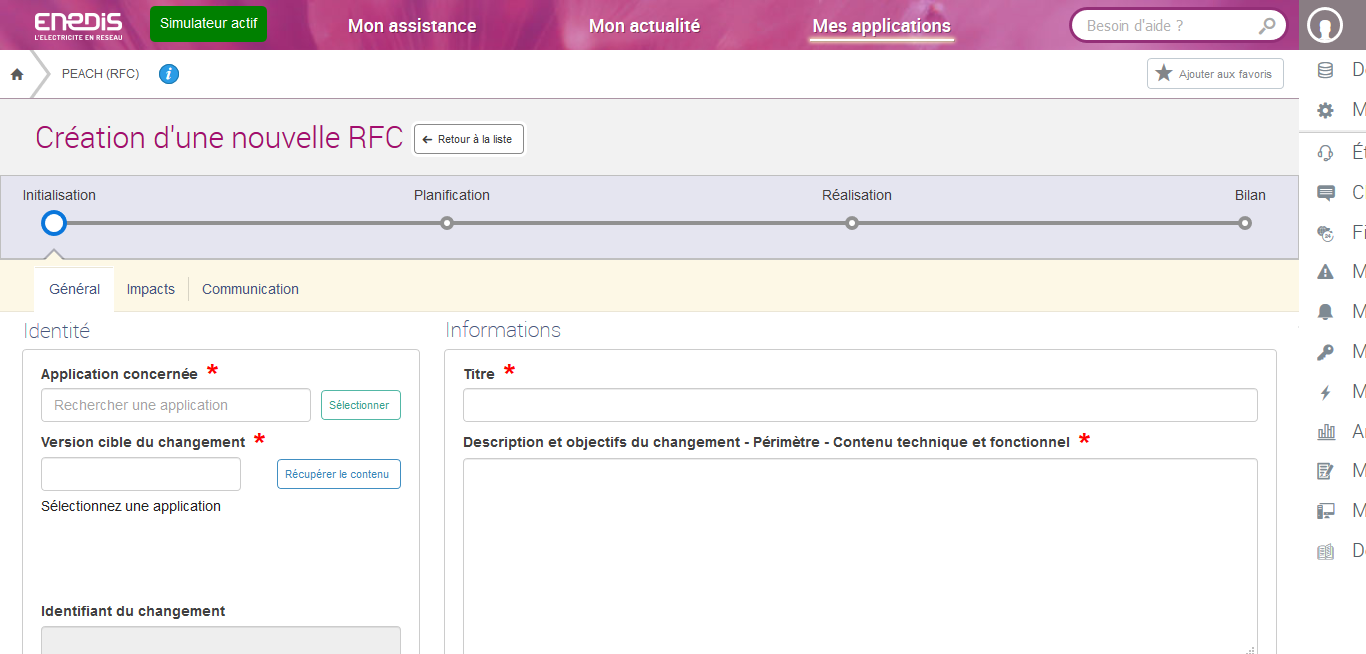 ENEDIS
L'ELECTRICITE EN RESEAU
Simulateur actif
Mon assistance
Mon actualité
Mes applications
Besoin d'aide ?
PEACH (RFC)
i
Ajouter aux favoris
Création d'une nouvelle RFC
Retour à la liste
Initialisation
Planification
Réalisation
Bilan
Général
Impacts
Communication
Identité
Informations
Application concernée *
Rechercher une application
Sélectionner
Version cible du changement *
Récupérer le contenu
Sélectionnez une application
Identifiant du changement
Titre *
Description et objectifs du changement - Périmètre - Contenu technique et fonctionnel *